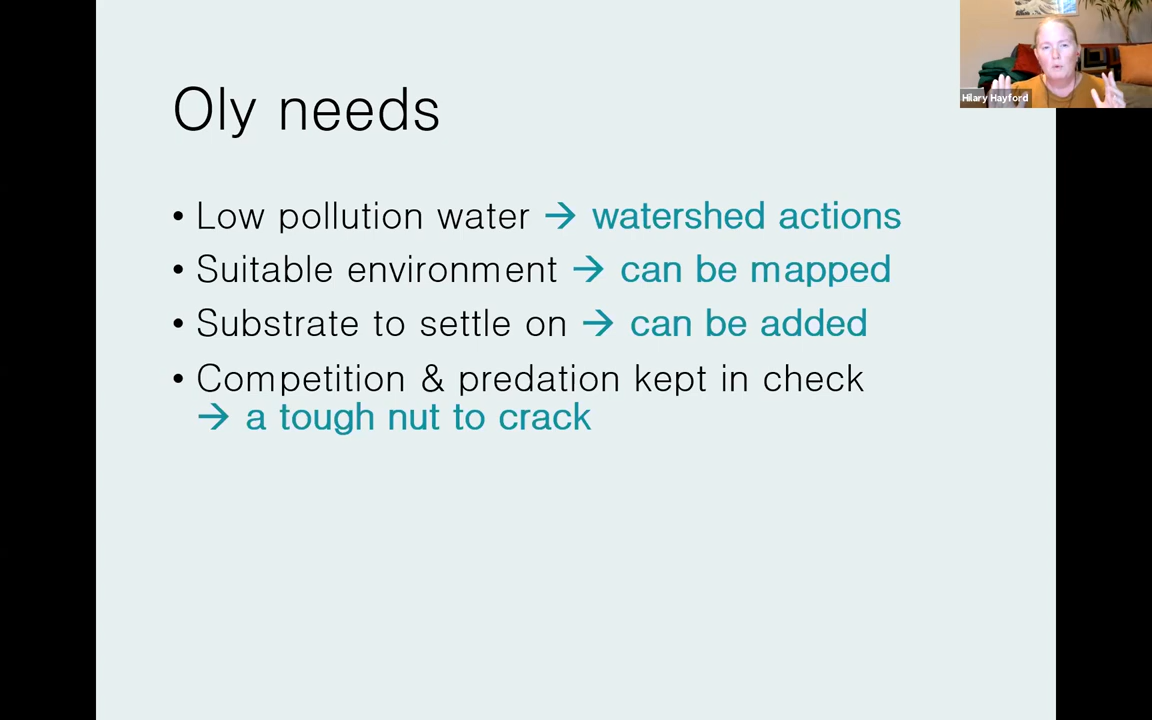 Oly needs
Hilary Hayford
• Low pollution water → watershed actions
• Suitable environment → can be mapped
• Substrate to settle on → can be added
• Competition & predation kept in check
→ a tough nut to crack